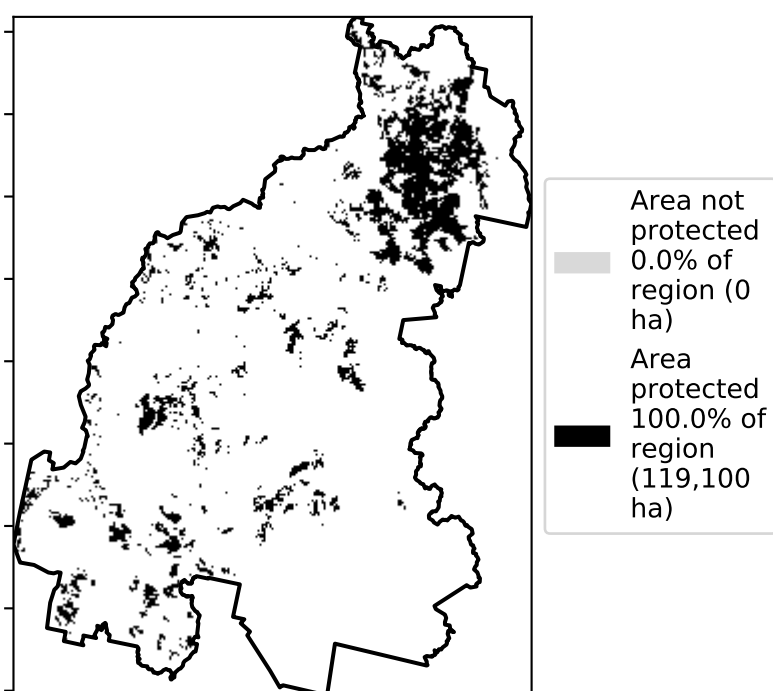 Area not
protected
0.0% of
region (0
ha)
Area
protected
100.0% of
region
(119,100
ha)